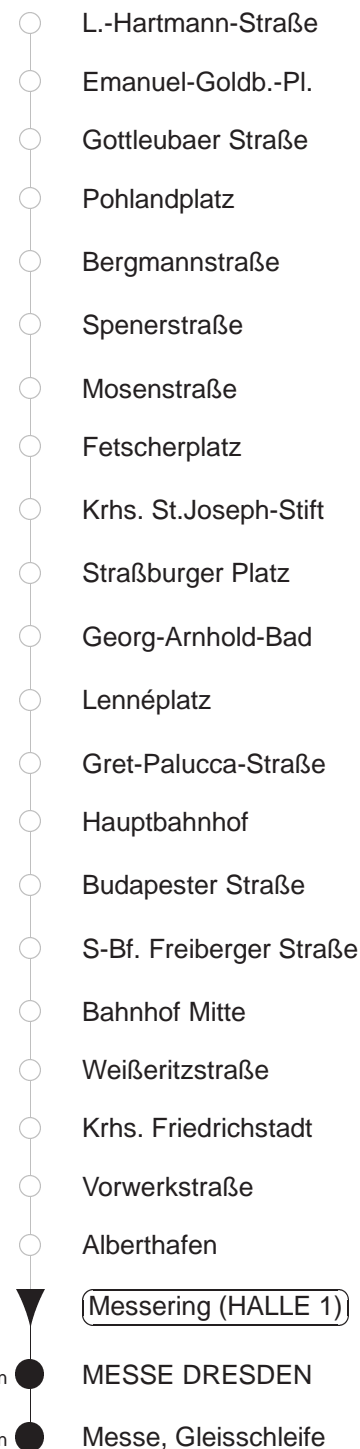 L.-Hartmann-Straße
Emanuel-Goldb.-Pl.
Gottleubaer Straße
Pohlandplatz
Bergmannstraße
Spenerstraße
Mosenstraße
Fetscherplatz
Krhs. St.Joseph-Stift
Straßburger Platz
Georg-Arnhold-Bad
Lennéplatz
Gret-Palucca-Straße
Hauptbahnhof
Budapester Straße
S-Bf. Freiberger Straße
Bahnhof Mitte
Weißeritzstraße
Krhs. Friedrichstadt
Vorwerkstraße
Alberthafen
Messering (HALLE 1)
MESSE DRESDEN
Messe, Gleisschleife